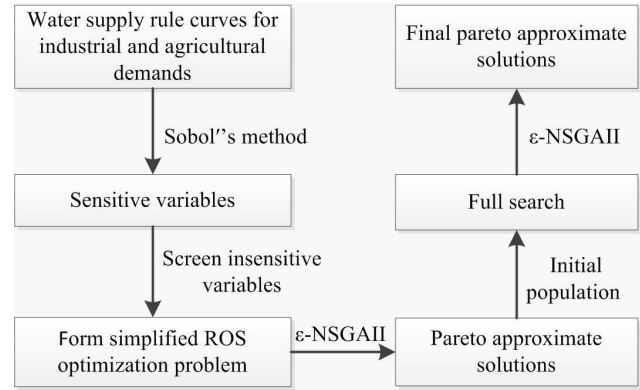 Water supply rule curves for
industrial and agricultural
demands
Sobol′'s method
Sensitive variables
Screen insensitive
variables
Form simplified ROS
optimization problem
ε-NSGAII
Pareto approximate
solutions
Initial
population
Full search
ε-NSGAII
Final pareto approximate
solutions